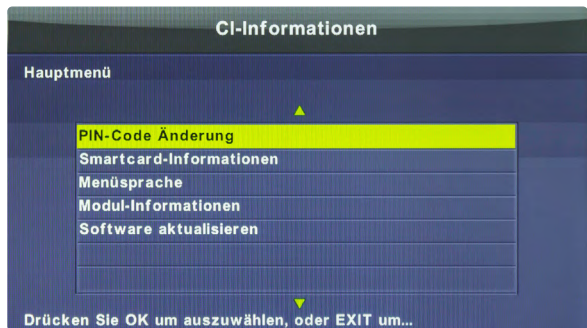 CI-Informationen
Hauptmenü
PIN-Code Änderung
Smartcard-Informationen
Menüsprache
Modul-Informationen
Software aktualisieren
Drücken Sie OK um auszuwählen, oder EXIT um...